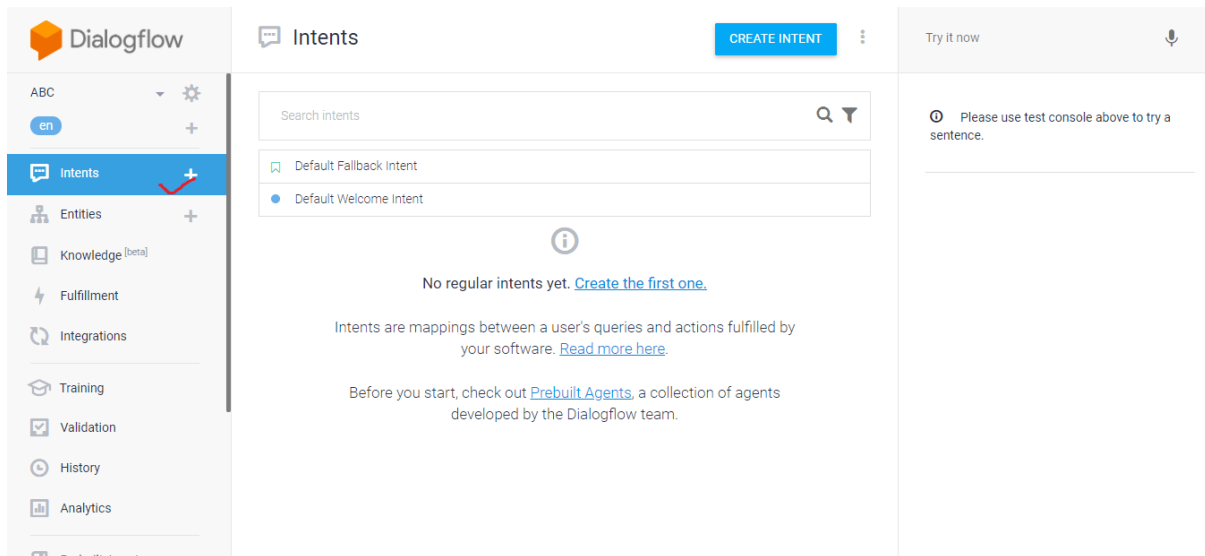 Dialogflow
ABC
en
Intents
Entities
Knowledge [beta]
Fulfillment
Integrations
Training
Validation
History
Analytics
Intents
CREATE INTENT
Search intents
Default Fallback Intent
Default Welcome Intent
No regular intents yet. Create the first one.
Intents are mappings between a user's queries and actions fulfilled by
your software. Read more here.
Before you start, check out Prebuilt Agents, a collection of agents
developed by the Dialogflow team.
Try it now
Please use test console above to try a
sentence.